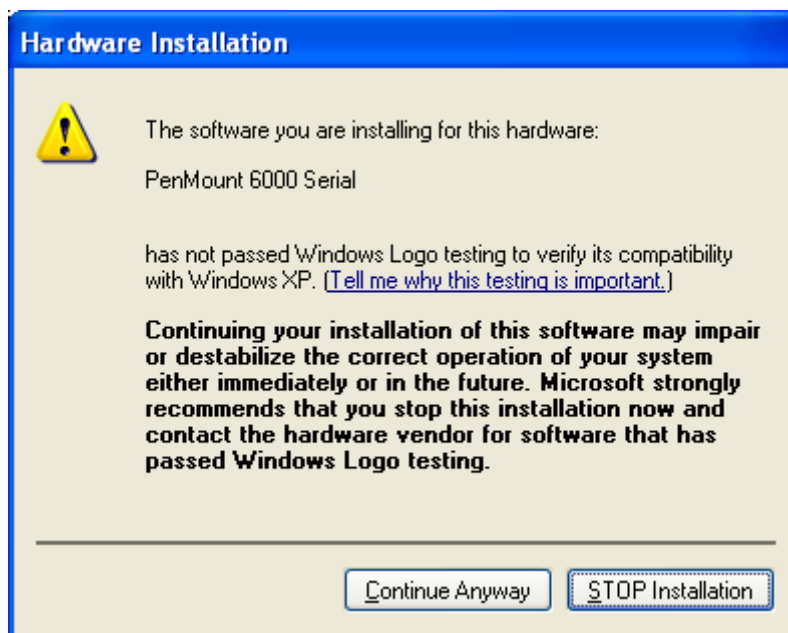 Hardware Installation
The software you are installing for this hardware:
PenMount 6000 Serial
has not passed Windows Logo testing to verify its compatibility
with Windows XP. (Tell me why this testing is important.)
Continuing your installation of this software may impair
or destabilize the correct operation of your system
either immediately or in the future. Microsoft strongly
recommends that you stop this installation now and
contact the hardware vendor for software that has
passed Windows Logo testing.
Continue Anyway STOP Installation